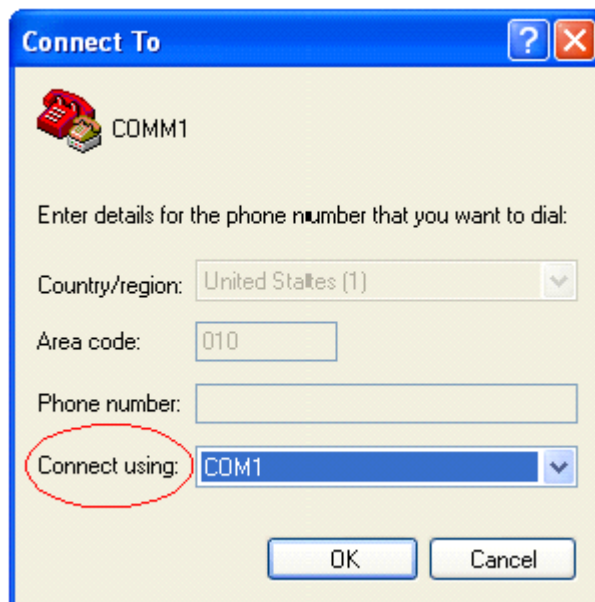 Connect To
COMM1
Enter details for the phone number that you want to dial:
Country/region: United States (1)
Area code: 010
Phone number:
Connect using: COM1
OK Cancel